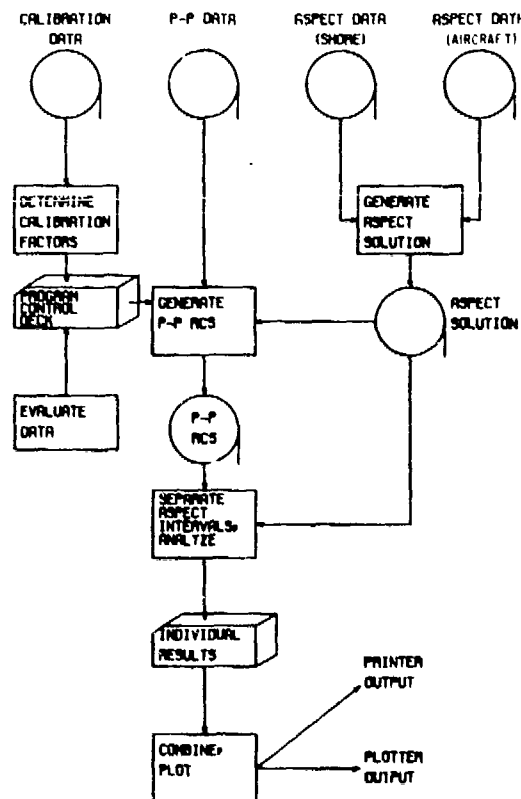 CALIBRATION
DATA
P-P DATA
ASPECT DATA
(SHORE)
ASPECT DATA
(AIRCRAFT)
DETERMINE
CALIBRATION
FACTORS
GENERATE
ASPECT
SOLUTION
PROGRAM
CONTROL
DECK
GENERATE
P-P RCS
ASPECT
SOLUTION
EVALUATE
DATA
P-P
RCS
SEPARATE
ASPECT
INTERVALS,
ANALYZE
INDIVIDUAL
RESULTS
PRINTER
OUTPUT
COMBINE,
PLOT
PLOTTER
OUTPUT